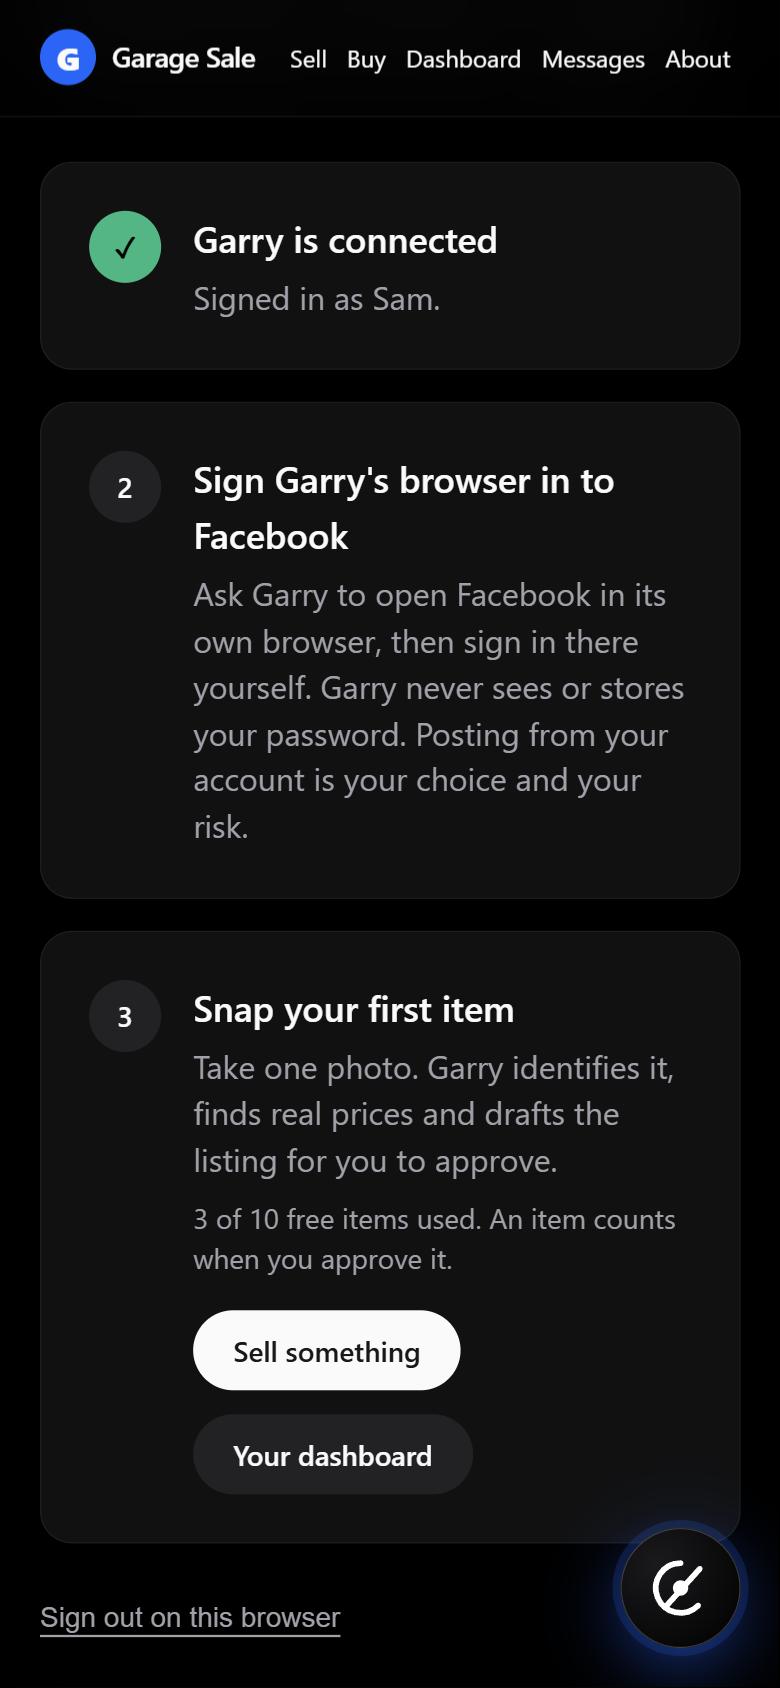 G Garage Sale Sell Buy Dashboard Messages About
✓ Garry is connected
Signed in as Sam.
2 Sign Garry's browser in to
Facebook
Ask Garry to open Facebook in its
own browser, then sign in there
yourself. Garry never sees or stores
your password. Posting from your
account is your choice and your
risk.
3 Snap your first item
Take one photo. Garry identifies it,
finds real prices and drafts the
listing for you to approve.
3 of 10 free items used. An item counts
when you approve it.
Sell something
Your dashboard
Sign out on this browser